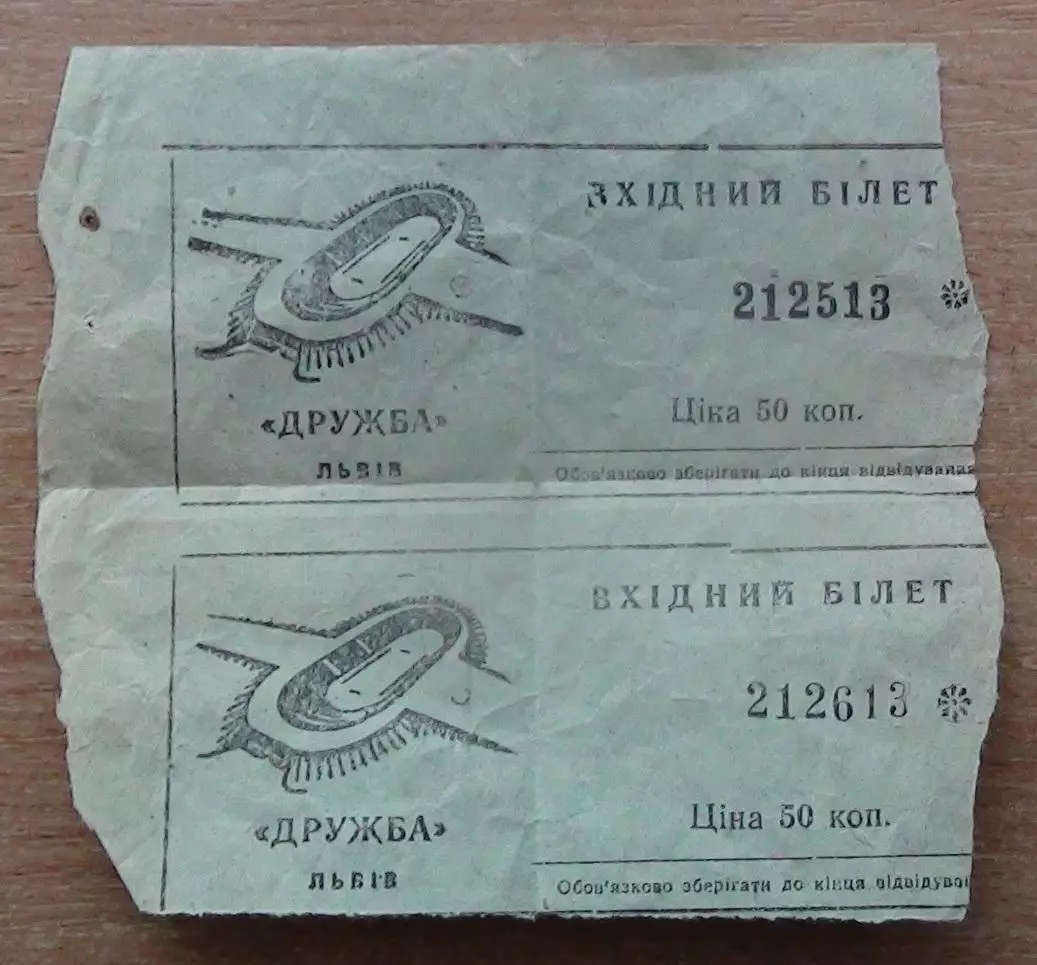 ВХІДНИЙ БІЛЕТ
212513
Ціна 50 коп.
«ДРУЖБА»
ЛЬВІВ
Обов'язково зберігати до кінця відвідування
ВХІДНИЙ БІЛЕТ
212613
Ціна 50 коп.
«ДРУЖБА»
ЛЬВІВ
Обов'язково зберігати до кінця